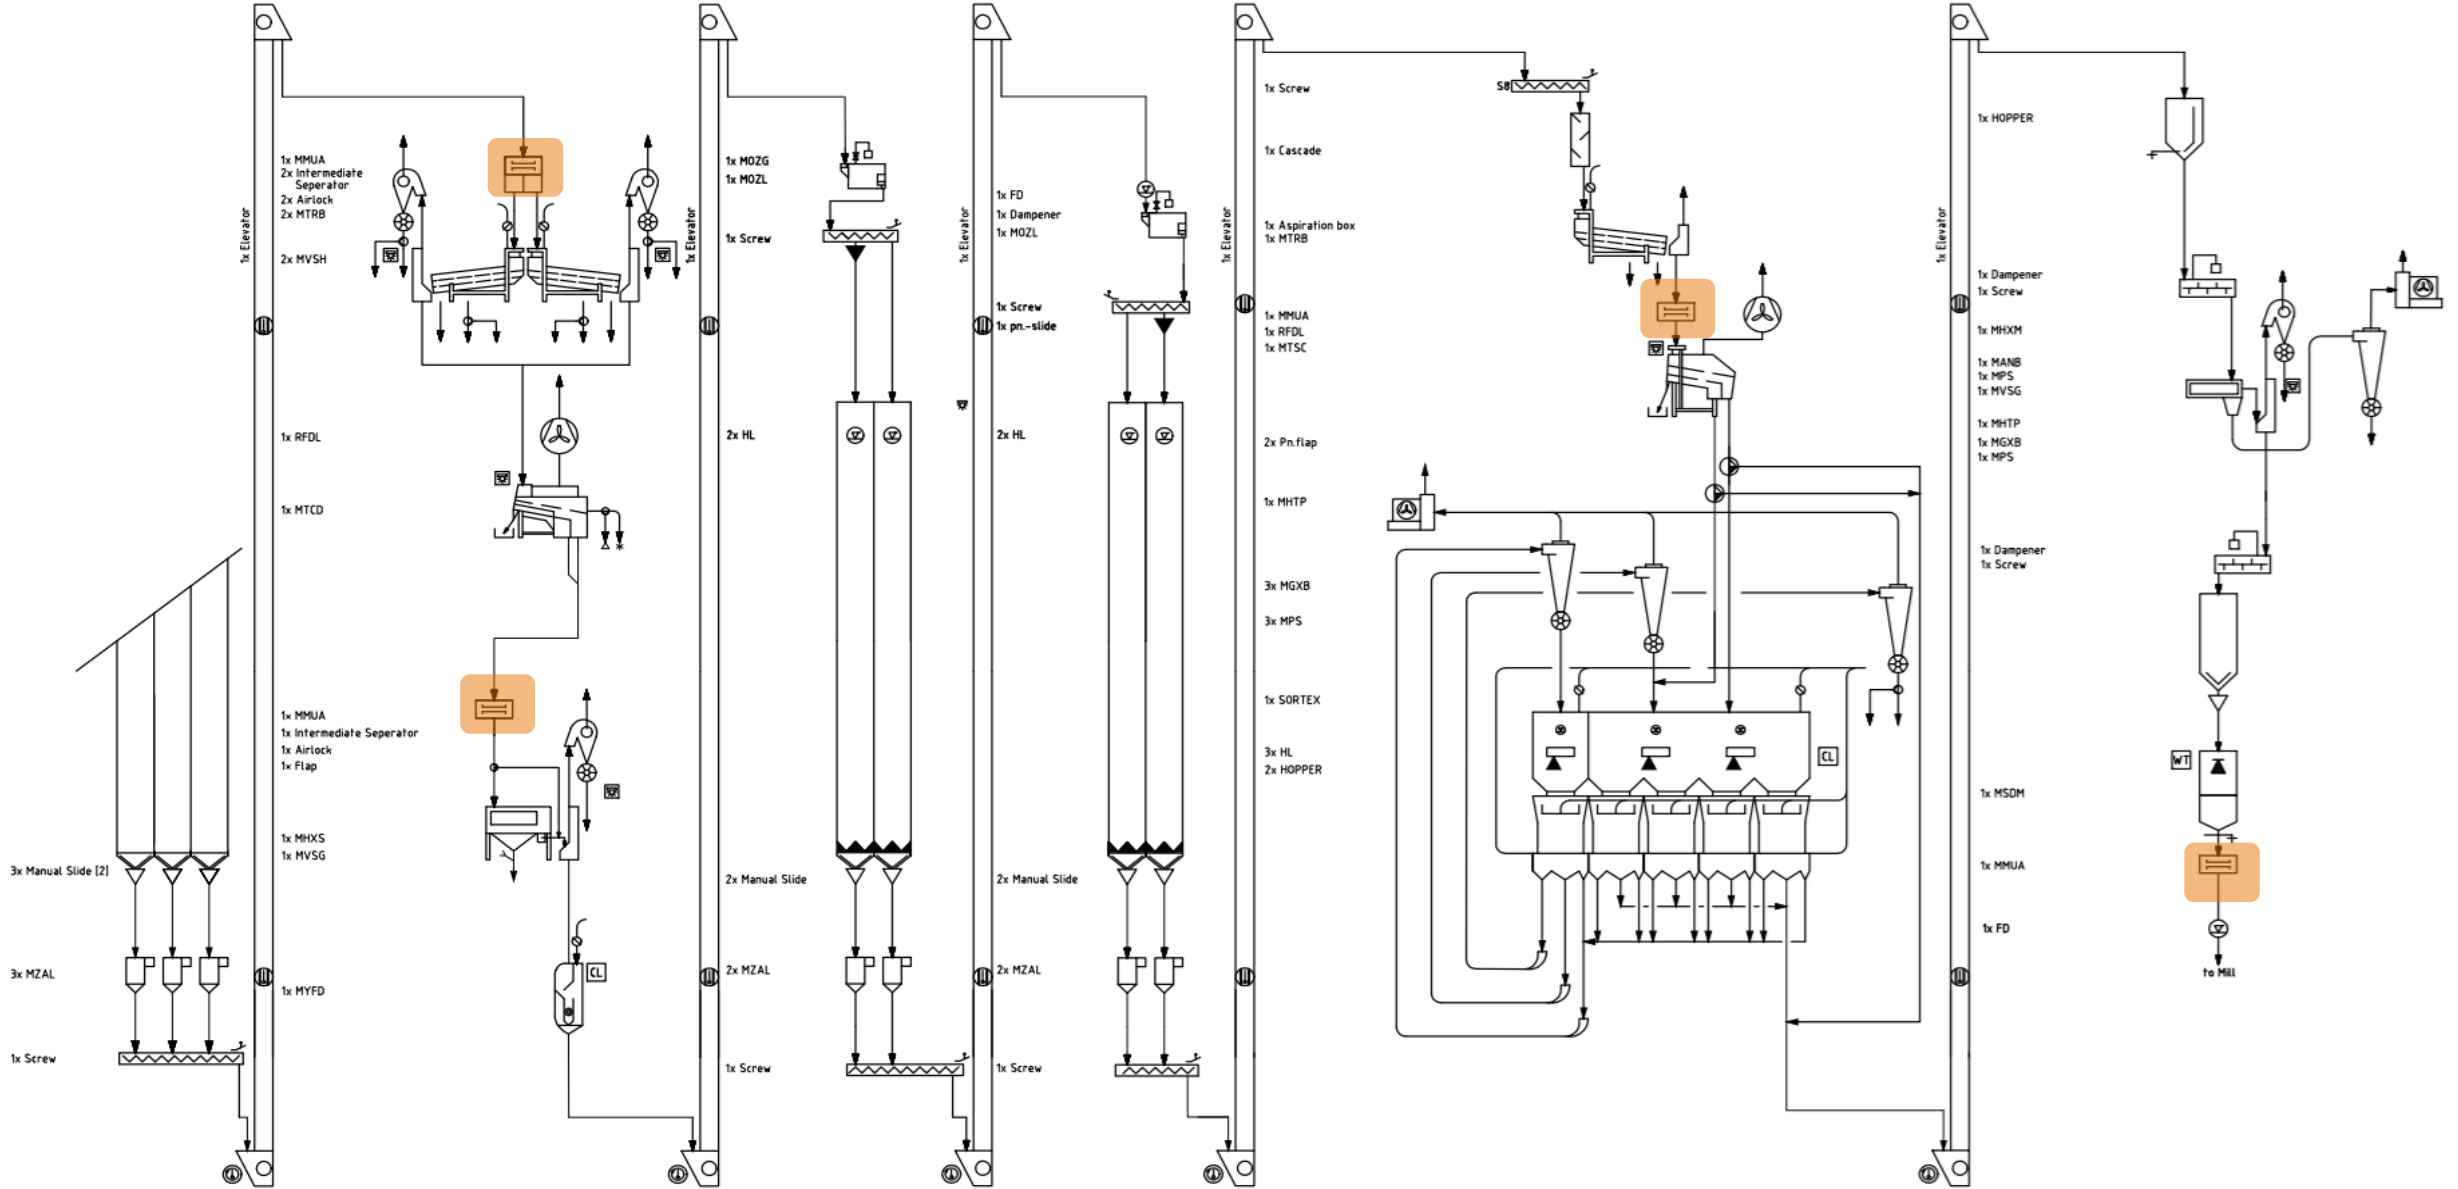 1x Elevator
1x MMUA
2x Intermediate
Seperator
2x Airlock
2x MTRB
2x MVSH
1x RFDL
1x MTCD
1x MMUA
1x Intermediate Seperator
1x Airlock
1x Flap
1x MHXS
1x MVSG
3x Manual Slide [2]
3x MZAL
1x MYFD
1x Screw
CL
1x Elevator
1x MOZG
1x MOZL
1x Screw
2x HL
2x Manual Slide
2x MZAL
1x Screw
1x Elevator
1x FD
1x Dampener
1x MOZL
1x Screw
1x pn.-slide
2x HL
2x Manual Slide
2x MZAL
1x Screw
1x Elevator
1x Screw
S8
1x Cascade
1x Aspiration box
1x MTRB
1x MMUA
1x RFDL
1x MTSC
2x Pn.flap
1x MHTP
3x MGXB
3x MPS
1x SORTEX
3x HL
2x HOPPER
CL
1x Elevator
1x HOPPER
1x Dampener
1x Screw
1x MHXM
1x MANB
1x MPS
1x MVSG
1x MHTP
1x MGXB
1x MPS
1x Dampener
1x Screw
WT
1x MSDM
1x MMUA
1x FD
to Mill